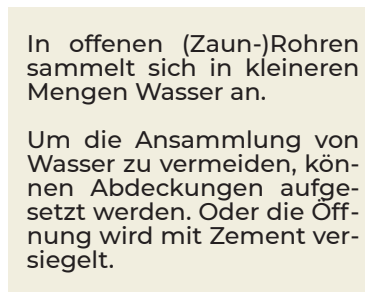 In offenen (Zaun-)Rohren
sammelt sich in kleineren
Mengen Wasser an.
Um die Ansammlung von
Wasser zu vermeiden, kön-
nen Abdeckungen aufge-
setzt werden. Oder die Öff-
nung wird mit Zement ver-
siegelt.